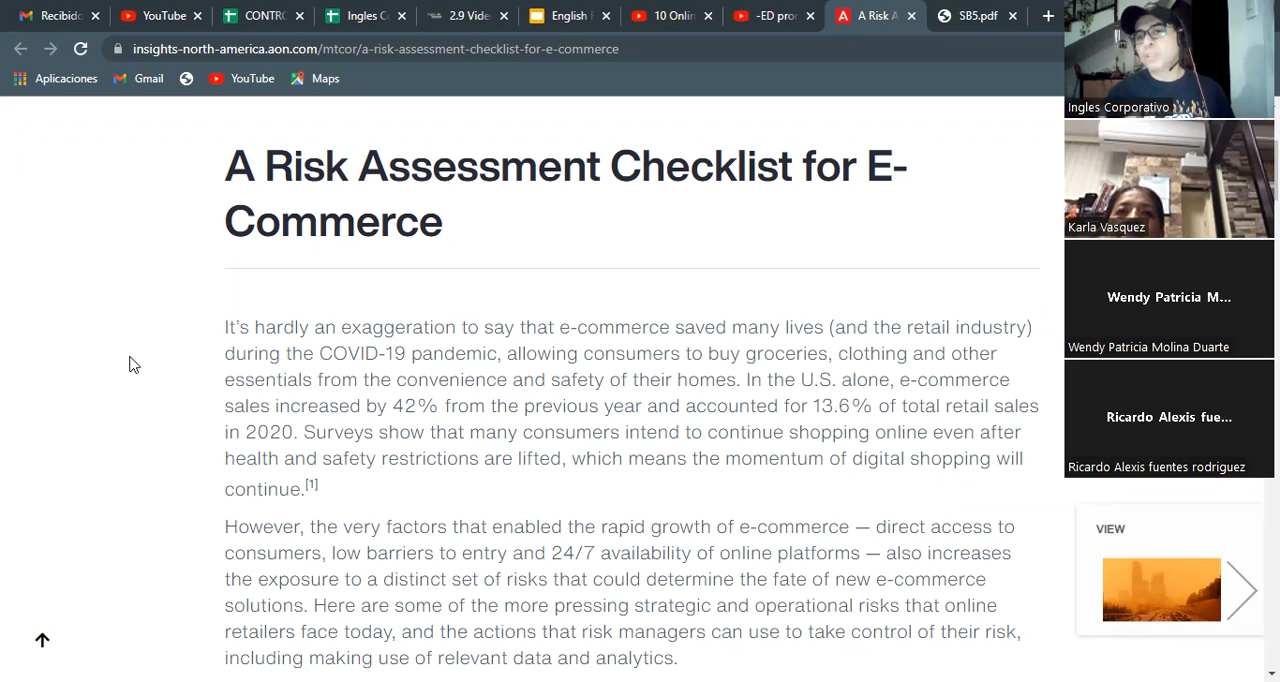 Recibido
YouTube
CONTRO
Ingles C
2.9 Vide
English f
10 Onlin
-ED pron
A Risk A
SB5.pdf
insights-north-america.aon.com/mtcor/a-risk-assessment-checklist-for-e-commerce
Aplicaciones
Gmail
YouTube
Maps
A Risk Assessment Checklist for E-
Commerce
It's hardly an exaggeration to say that e-commerce saved many lives (and the retail industry)
during the COVID-19 pandemic, allowing consumers to buy groceries, clothing and other
essentials from the convenience and safety of their homes. In the U.S. alone, e-commerce
sales increased by 42% from the previous year and accounted for 13.6% of total retail sales
in 2020. Surveys show that many consumers intend to continue shopping online even after
health and safety restrictions are lifted, which means the momentum of digital shopping will
continue.[1]
However, the very factors that enabled the rapid growth of e-commerce — direct access to
consumers, low barriers to entry and 24/7 availability of online platforms — also increases
the exposure to a distinct set of risks that could determine the fate of new e-commerce
solutions. Here are some of the more pressing strategic and operational risks that online
retailers face today, and the actions that risk managers can use to take control of their risk,
including making use of relevant data and analytics.
Ingles Corporativo
Karla Vasquez
Wendy Patricia M...
Wendy Patricia Molina Duarte
Ricardo Alexis fue...
Ricardo Alexis fuentes rodriguez
VIEW